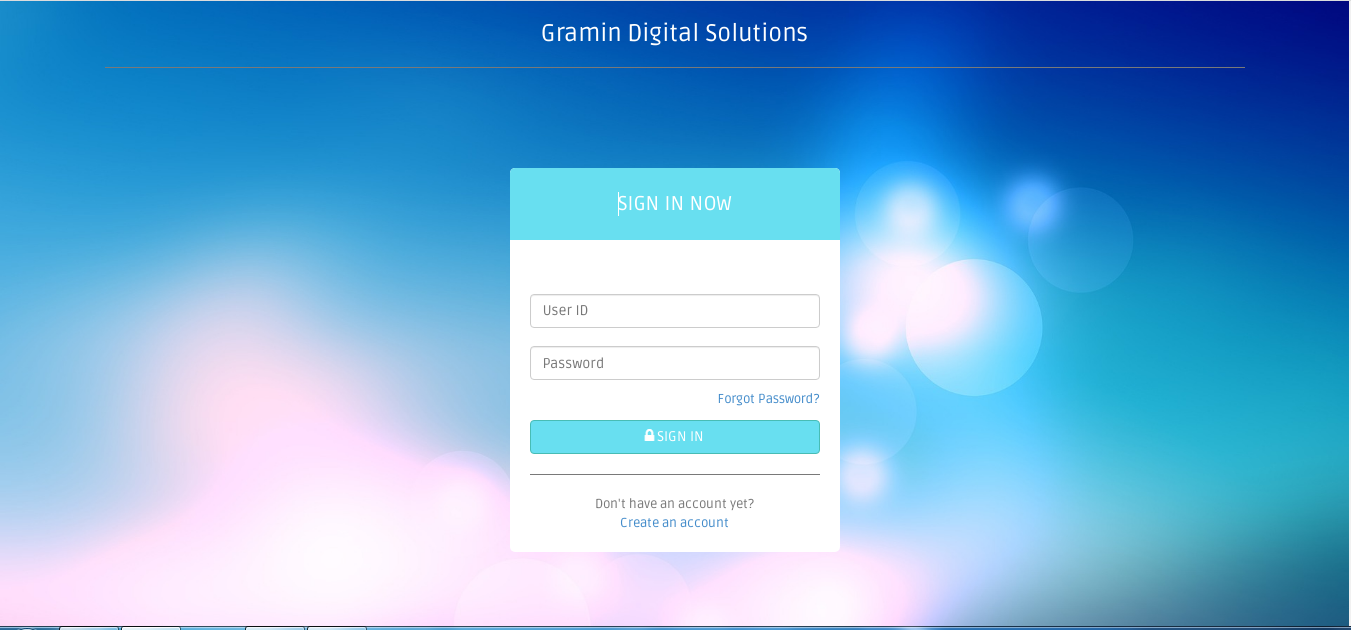 Gramin Digital Solutions
SIGN IN NOW
User ID
Password
Forgot Password?
SIGN IN
Don't have an account yet?
Create an account